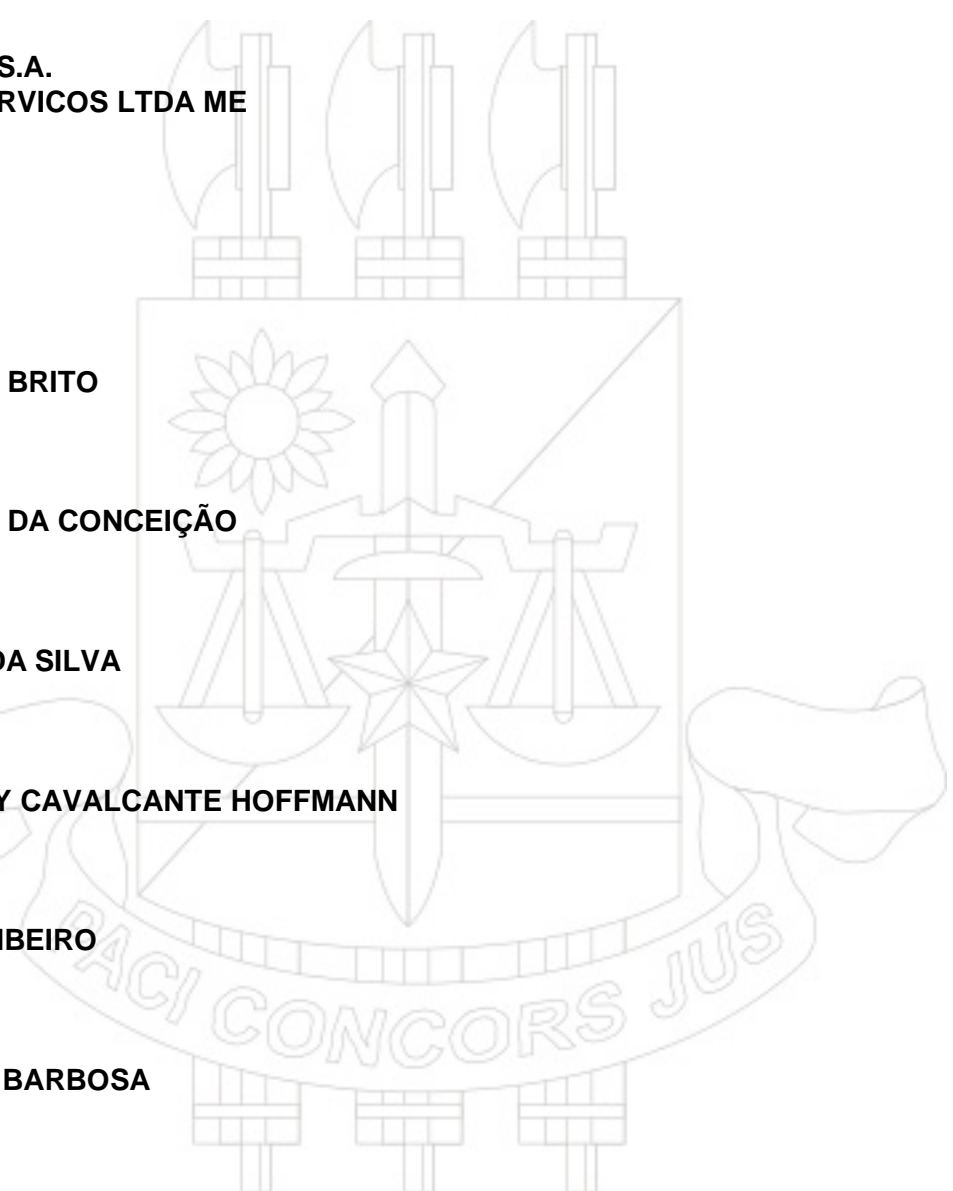 S.A.
RVICOS LTDA ME
BRITO
DA CONCEIÇÃO
DA SILVA
Y CAVALCANTE HOFFMANN
IBEIRO
BARBOSA
PACI CONCORS JUS